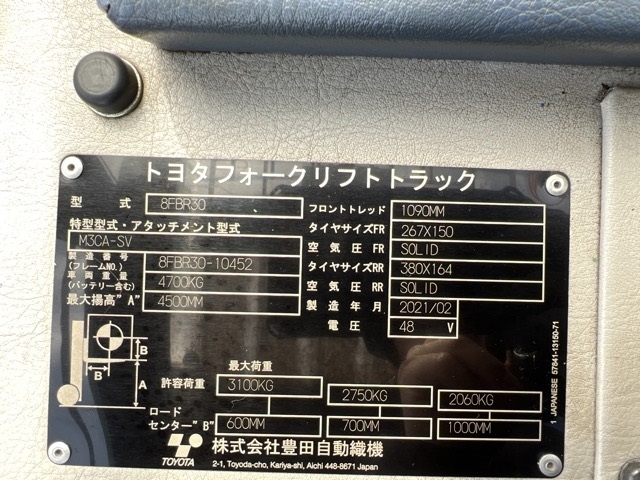 トヨタフォークリフトトラック
型 式 8FBR30
特型型式・アタッチメント型式
M3CA-SV
製造番号
(フレームNO.) 8FBR30-10452
車両重量
(バッテリー含む) 4700KG
最大揚高"A" 4500MM
フロントトレッド 1090MM
タイヤサイズFR 267X150
空気圧FR SOLID
タイヤサイズRR 380X164
空気圧RR SOLID
製造年月 2021/02
電圧 48 V
B
B
A
最大荷重
許容荷重 3100KG 2750KG 2060KG
ロード
センター"B" 600MM 700MM 1000MM
TOYOTA
株式会社豊田自動織機
2-1, Toyoda-cho, Kariya-shi, Aichi 448-8671 Japan
1 JAPANESE 57841-13150-71